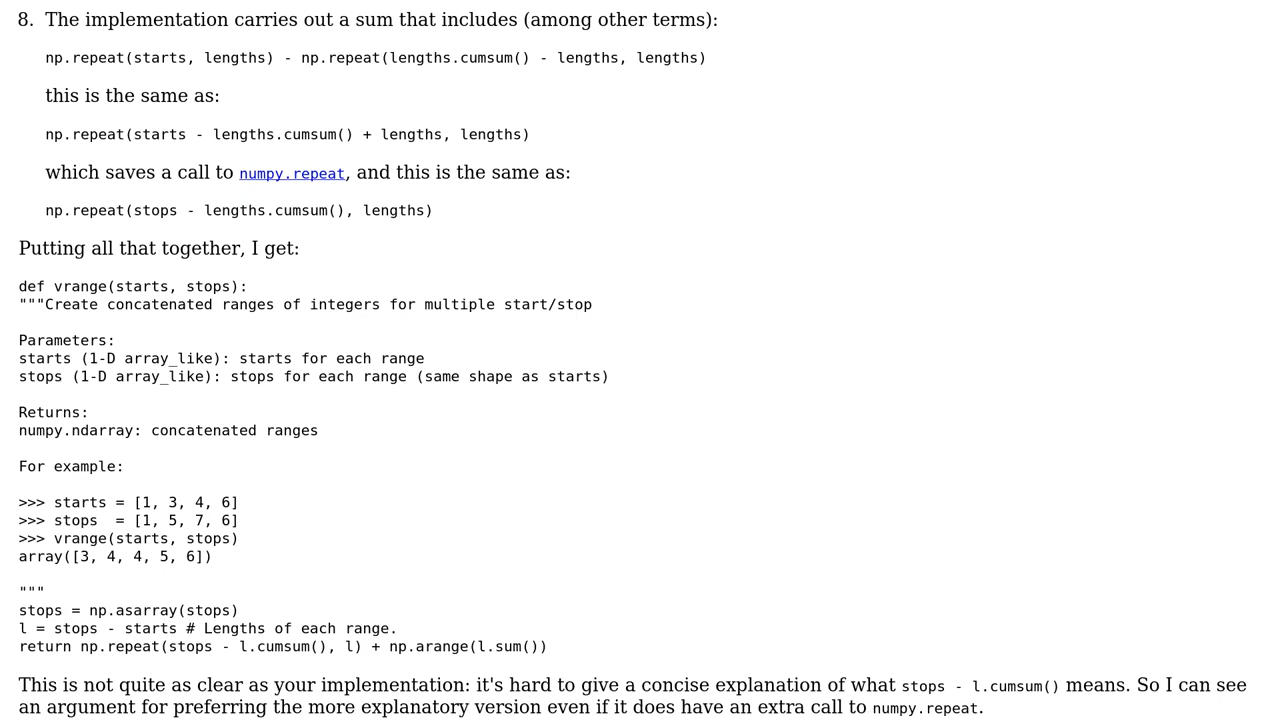 8. The implementation carries out a sum that includes (among other terms):
np.repeat(starts, lengths) - np.repeat(lengths.cumsum() - lengths, lengths)
this is the same as:
np.repeat(starts - lengths.cumsum() + lengths, lengths)
which saves a call to numpy.repeat, and this is the same as:
np.repeat(stops - lengths.cumsum(), lengths)
Putting all that together, I get:
def vrange(starts, stops):
"""Create concatenated ranges of integers for multiple start/stop
Parameters:
starts (1-D array_like): starts for each range
stops (1-D array_like): stops for each range (same shape as starts)
Returns:
numpy.ndarray: concatenated ranges
For example:
>>> starts = [1, 3, 4, 6]
>>> stops  = [1, 5, 7, 6]
>>> vrange(starts, stops)
array([3, 4, 4, 5, 6])
"""
stops = np.asarray(stops)
l = stops - starts # Lengths of each range.
return np.repeat(stops - l.cumsum(), l) + np.arange(l.sum())
This is not quite as clear as your implementation: it's hard to give a concise explanation of what stops - l.cumsum() means. So I can see
an argument for preferring the more explanatory version even if it does have an extra call to numpy.repeat.